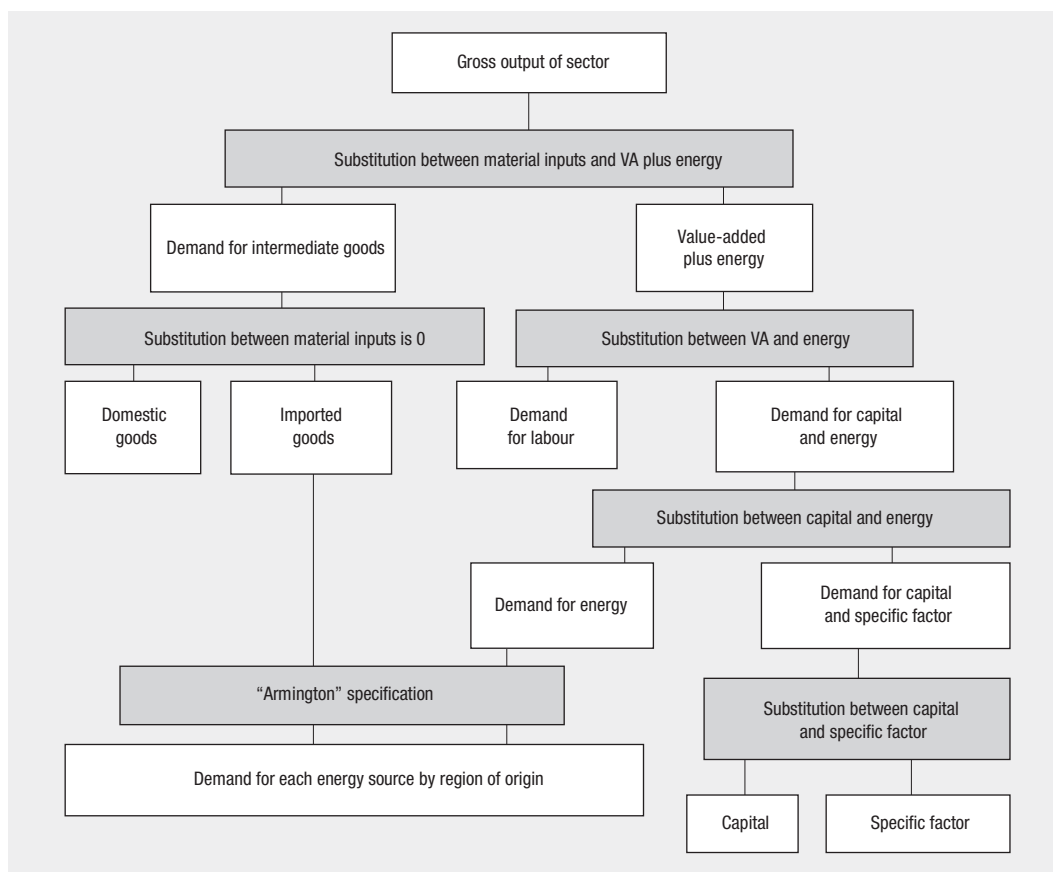 Gross output of sector
Substitution between material inputs and VA plus energy
Demand for intermediate goods
Value-added
plus energy
Substitution between material inputs is 0
Substitution between VA and energy
Domestic
goods
Imported
goods
Demand
for labour
Demand for capital
and energy
Substitution between capital and energy
Demand for energy
Demand for capital
and specific factor
“Armington” specification
Substitution between capital
and specific factor
Demand for each energy source by region of origin
Capital
Specific factor